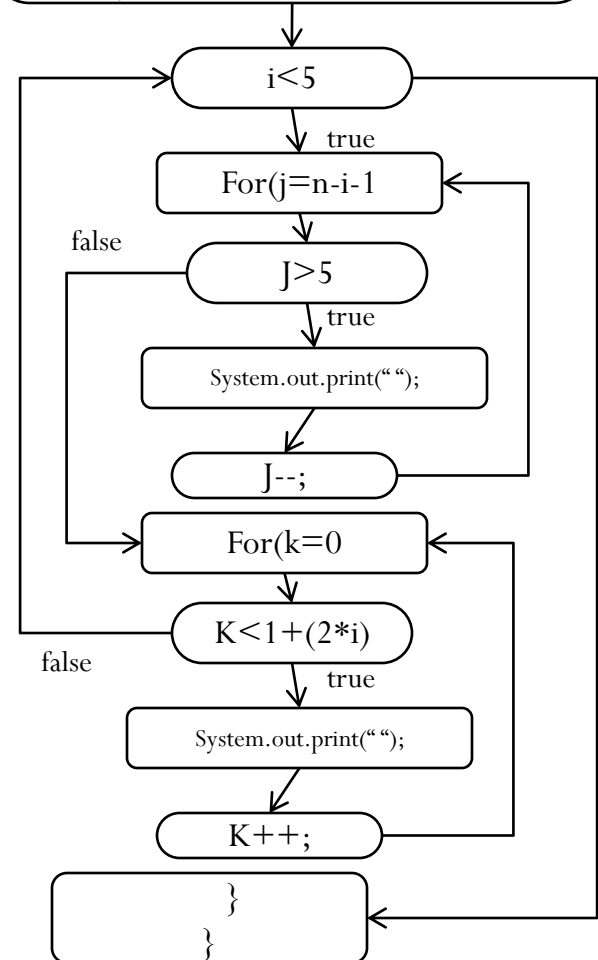 i<5
true
For(j=n-i-1
false
J>5
true
System.out.print(“ “);
J--;
For(k=0
K<1+(2*i)
false
true
System.out.print(“ “);
K++;
}
}